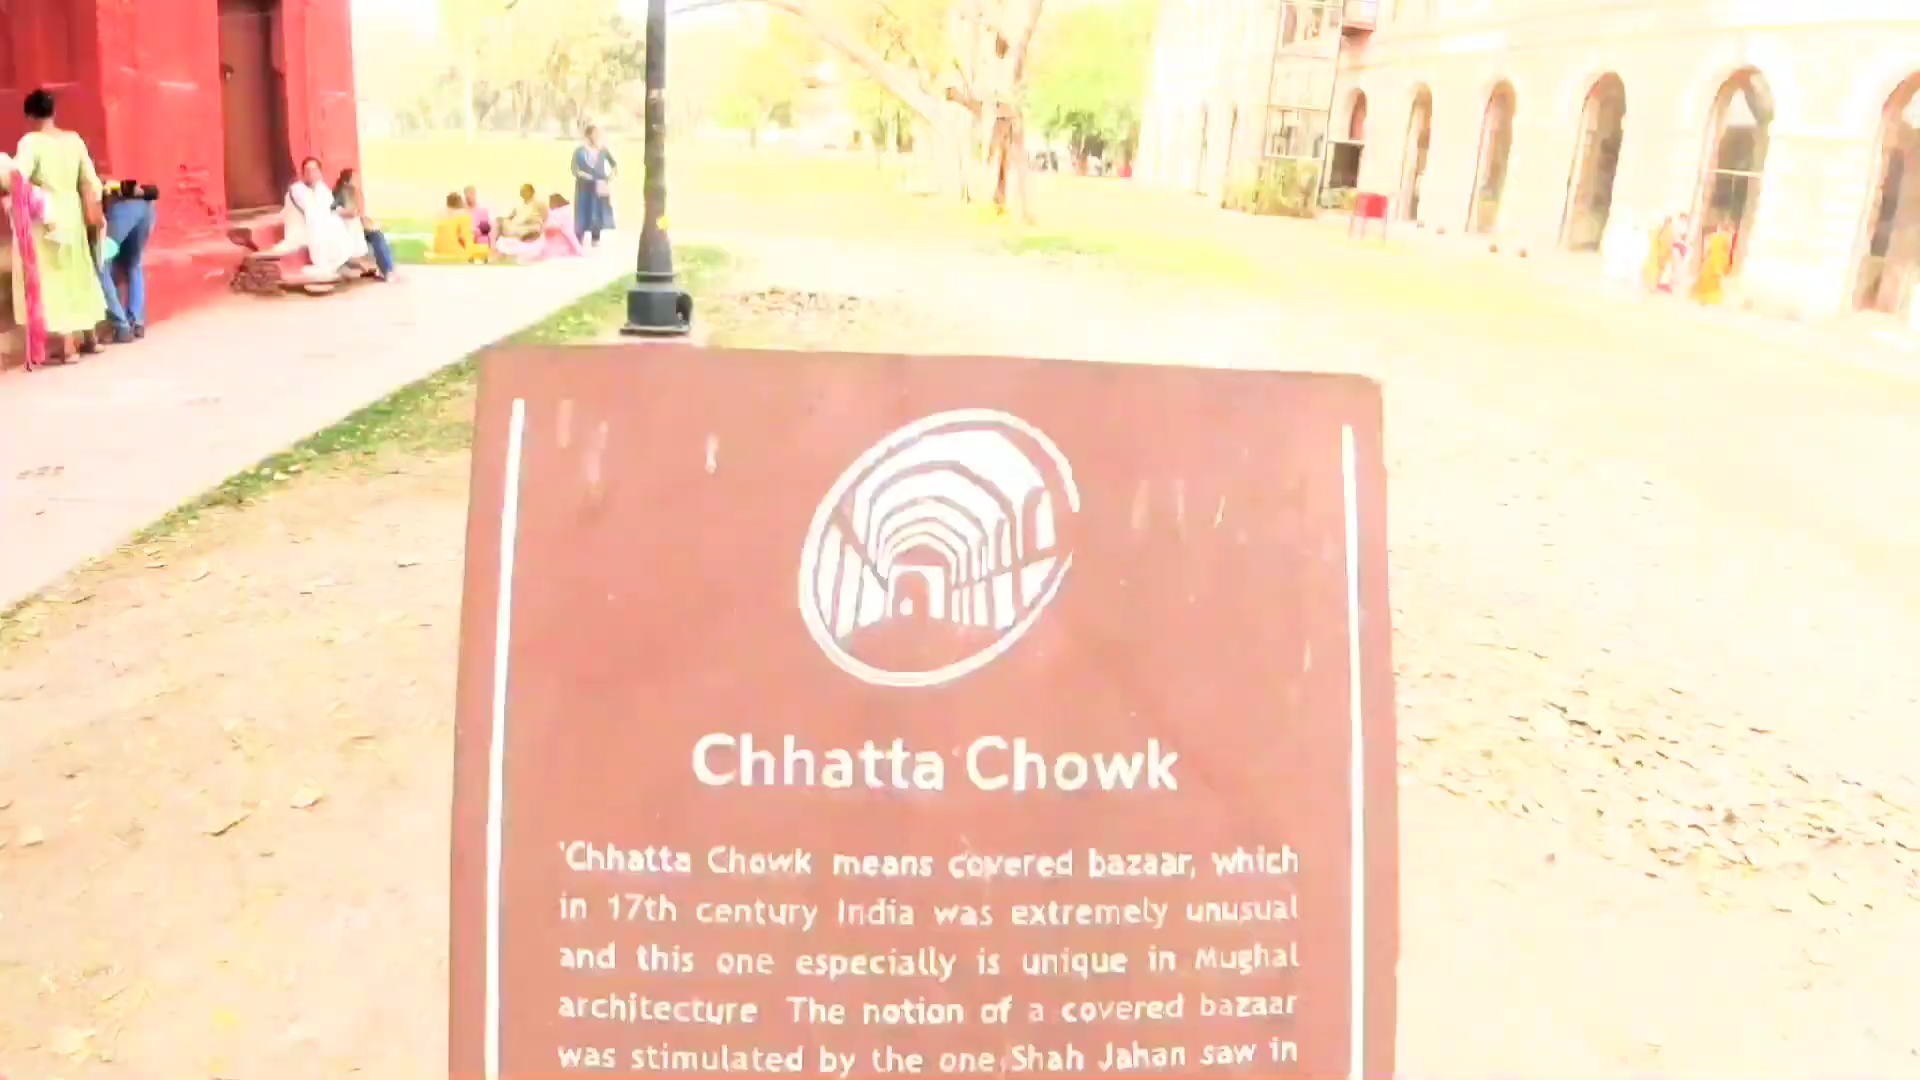 Chhatta Chowk
'Chhatta Chowk means covered bazaar, which
in 17th century India was extremely unusual
and this one especially is unique in Mughal
architecture The notion of a covered bazaar
was stimulated by the one Shah Jahan saw in